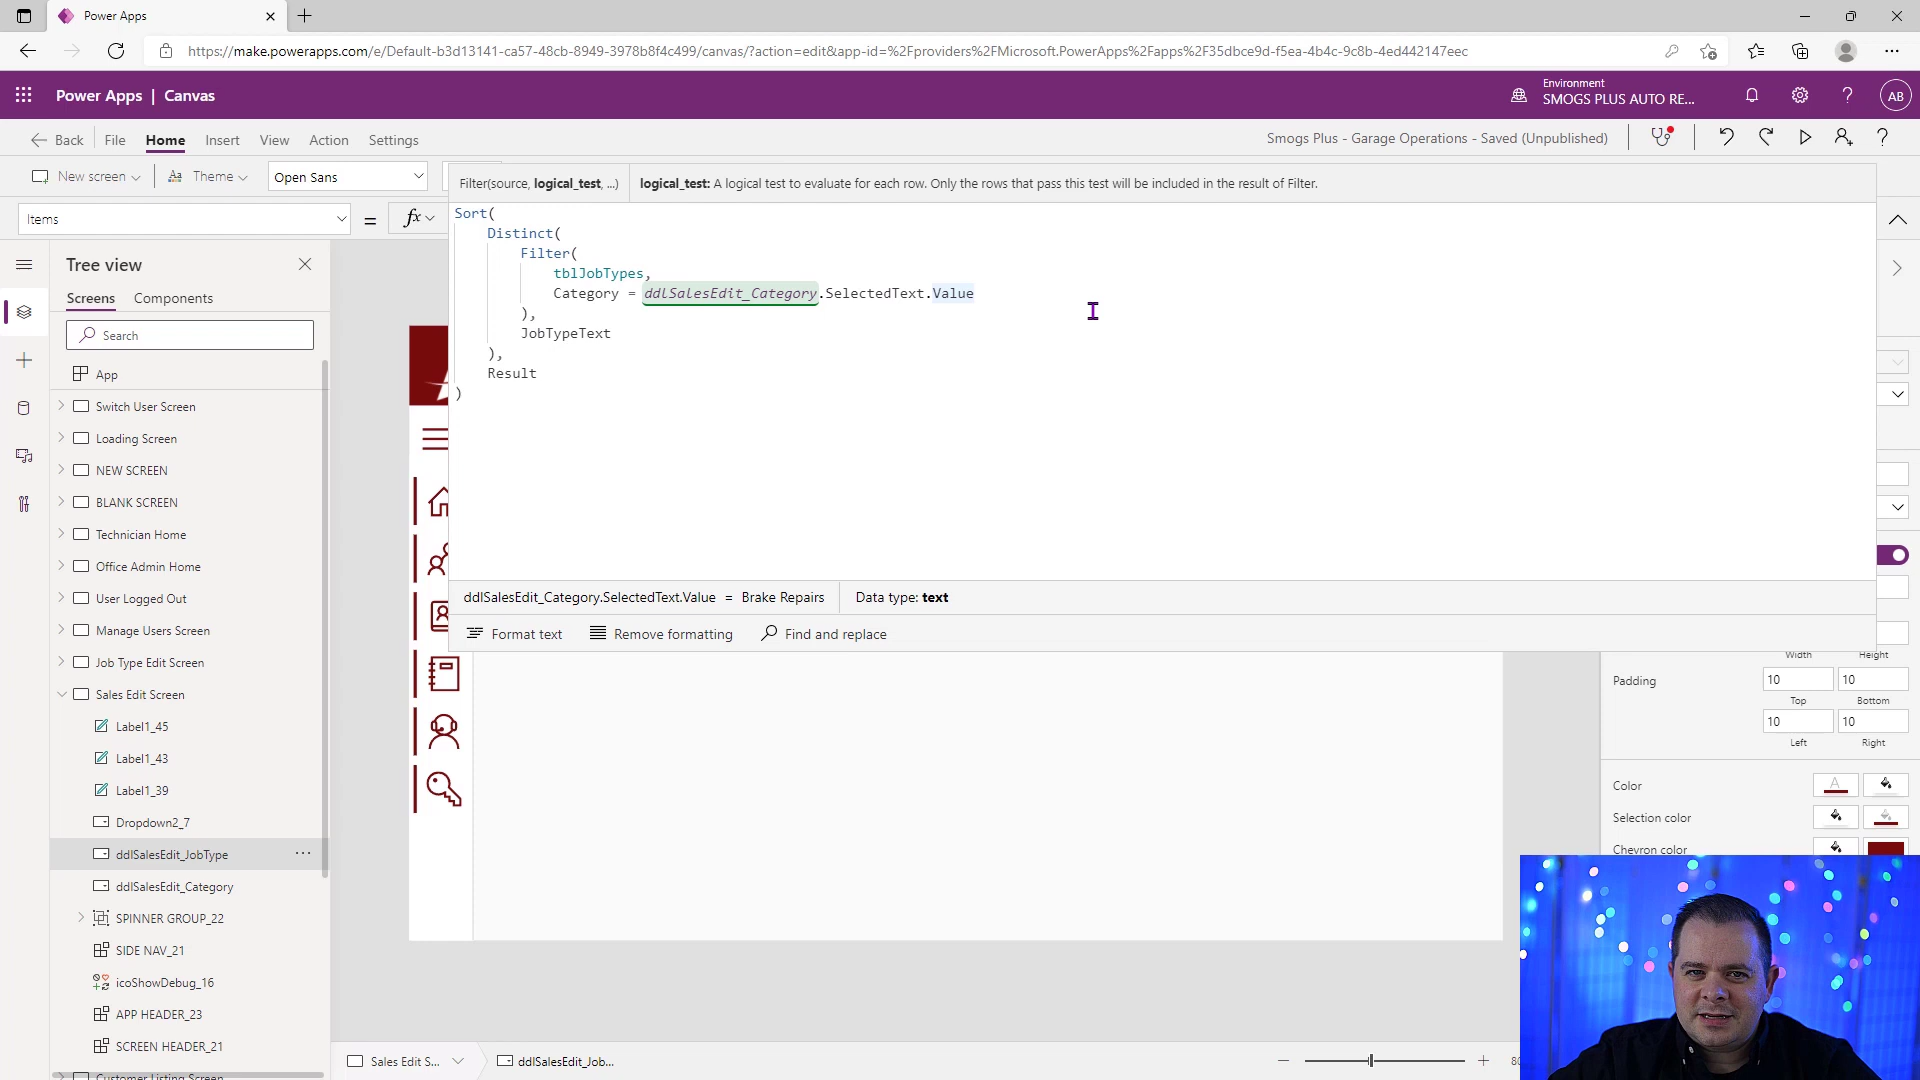 Power Apps
https://make.powerapps.com/e/Default-b3d13141-ca57-48cb-8949-3978b8f4c499/canvas/?action=edit&app-id=%2Fproviders%2FMicrosoft.PowerApps%2Fapps%2F35dbce9d-f5ea-4b4c-9c8b-4ed442147eec
Power Apps | Canvas
Environment
SMOGS PLUS AUTO RE...
AB
Back File Home Insert View Action Settings
Smogs Plus - Garage Operations - Saved (Unpublished)
New screen Theme Open Sans
Filter(source, logical_test, ...) logical_test: A logical test to evaluate for each row. Only the rows that pass this test will be included in the result of Filter.
Items = fx
Sort(
Distinct(
Filter(
tblJobTypes,
Category = ddlSalesEdit_Category.SelectedText.Value
),
JobTypeText
),
Result
)
ddlSalesEdit_Category.SelectedText.Value = Brake Repairs Data type: text
Format text Remove formatting Find and replace
Tree view
Screens Components
Search
App
Switch User Screen
Loading Screen
NEW SCREEN
BLANK SCREEN
Technician Home
Office Admin Home
User Logged Out
Manage Users Screen
Job Type Edit Screen
Sales Edit Screen
Label1_45
Label1_43
Label1_39
Dropdown2_7
ddlSalesEdit_JobType ...
ddlSalesEdit_Category
SPINNER GROUP_22
SIDE NAV_21
icoShowDebug_16
APP HEADER_23
SCREEN HEADER_21
Customer Listing Screen
Width Height
Padding 10 10
Top Bottom
10 10
Left Right
Color
Selection color
Chevron color
Sales Edit S... ddlSalesEdit_Job...